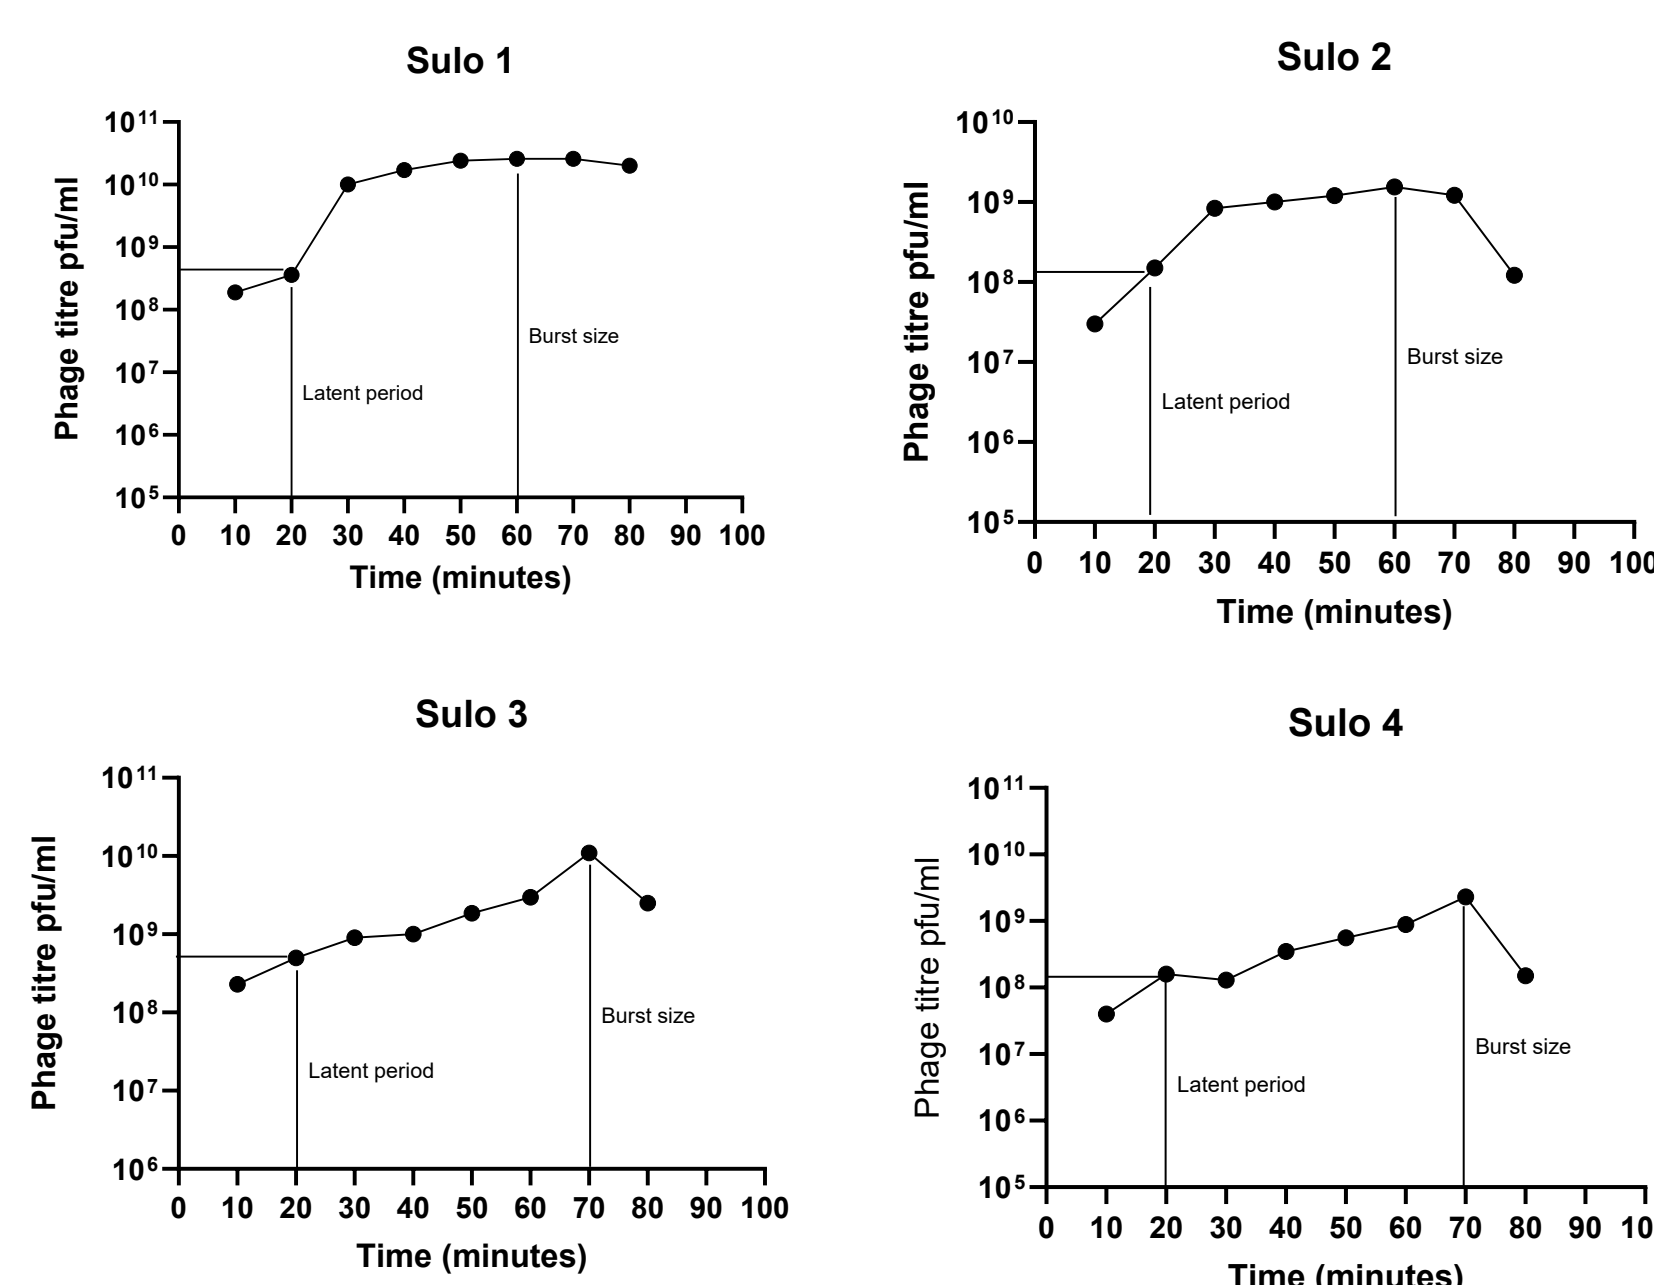 Sulo 1
Phage titre pfu/ml
10¹¹
10¹⁰
10⁹
10⁸
10⁷
10⁶
10⁵
Latent period
Burst size
0 10 20 30 40 50 60 70 80 90 100
Time (minutes)
Sulo 2
Phage titre pfu/ml
10¹⁰
10⁹
10⁸
10⁷
10⁶
10⁵
Burst size
Latent period
0 10 20 30 40 50 60 70 80 90 100
Time (minutes)
Sulo 3
Phage titre pfu/ml
10¹¹
10¹⁰
10⁹
10⁸
10⁷
10⁶
Burst size
Latent period
0 10 20 30 40 50 60 70 80 90 100
Time (minutes)
Sulo 4
Phage titre pfu/ml
10¹¹
10¹⁰
10⁹
10⁸
10⁷
10⁶
10⁵
Burst size
Latent period
0 10 20 30 40 50 60 70 80 90 10
Time (minutes)